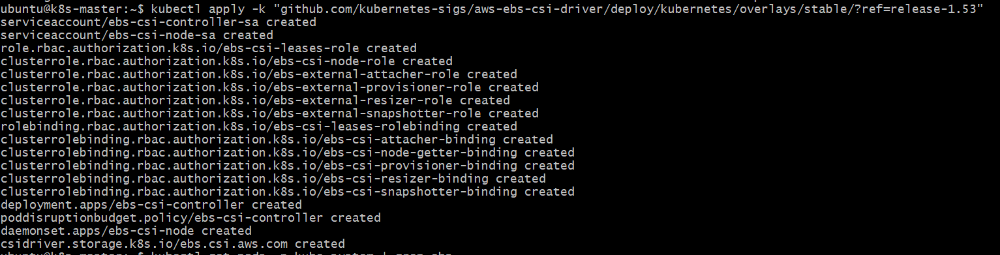 ubuntu@k8s-master:~$ kubectl apply -k "github.com/kubernetes-sigs/aws-ebs-csi-driver/deploy/kubernetes/overlays/stable/?ref=release-1.53"
serviceaccount/ebs-csi-controller-sa created
serviceaccount/ebs-csi-node-sa created
role.rbac.authorization.k8s.io/ebs-csi-leases-role created
clusterrole.rbac.authorization.k8s.io/ebs-csi-node-role created
clusterrole.rbac.authorization.k8s.io/ebs-external-attacher-role created
clusterrole.rbac.authorization.k8s.io/ebs-external-provisioner-role created
clusterrole.rbac.authorization.k8s.io/ebs-external-resizer-role created
clusterrole.rbac.authorization.k8s.io/ebs-external-snapshotter-role created
rolebinding.rbac.authorization.k8s.io/ebs-csi-leases-rolebinding created
clusterrolebinding.rbac.authorization.k8s.io/ebs-csi-attacher-binding created
clusterrolebinding.rbac.authorization.k8s.io/ebs-csi-node-getter-binding created
clusterrolebinding.rbac.authorization.k8s.io/ebs-csi-provisioner-binding created
clusterrolebinding.rbac.authorization.k8s.io/ebs-csi-resizer-binding created
clusterrolebinding.rbac.authorization.k8s.io/ebs-csi-snapshotter-binding created
deployment.apps/ebs-csi-controller created
poddisruptionbudget.policy/ebs-csi-controller created
daemonset.apps/ebs-csi-node created
csidriver.storage.k8s.io/ebs.csi.aws.com created